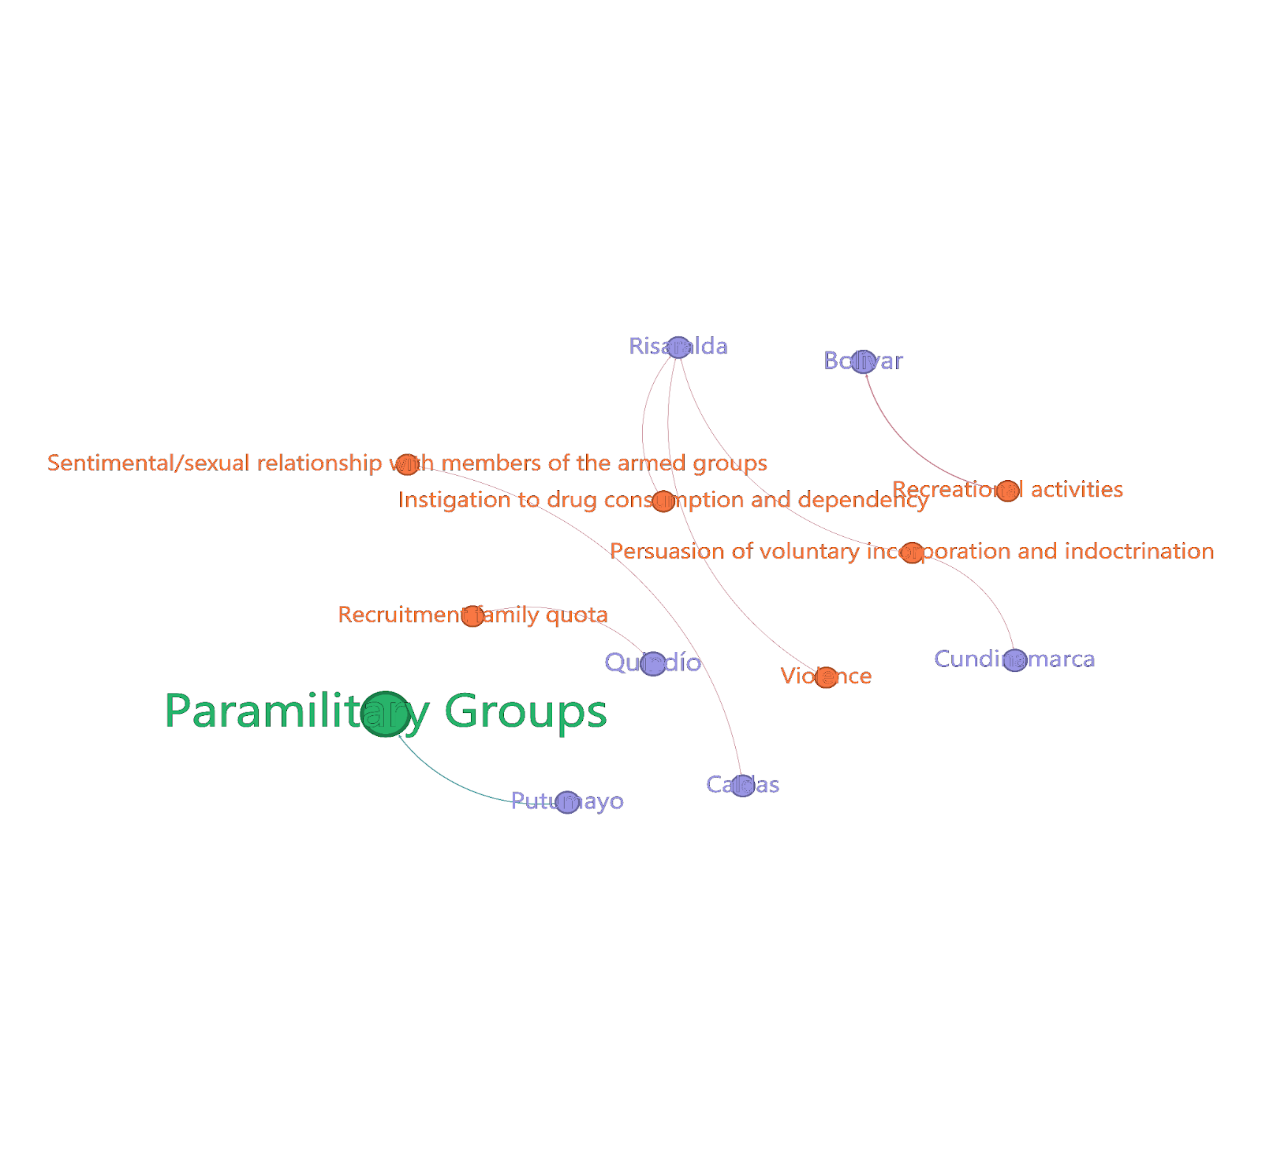 Risaralda
Bolívar
Sentimental/sexual relationship with members of the armed groups
Instigation to drug consumption and dependency
Recreational activities
Persuasion of voluntary incorporation and indoctrination
Recruitment family quota
Quindío
Cundinamarca
Violence
Paramilitary Groups
Caldas
Putumayo